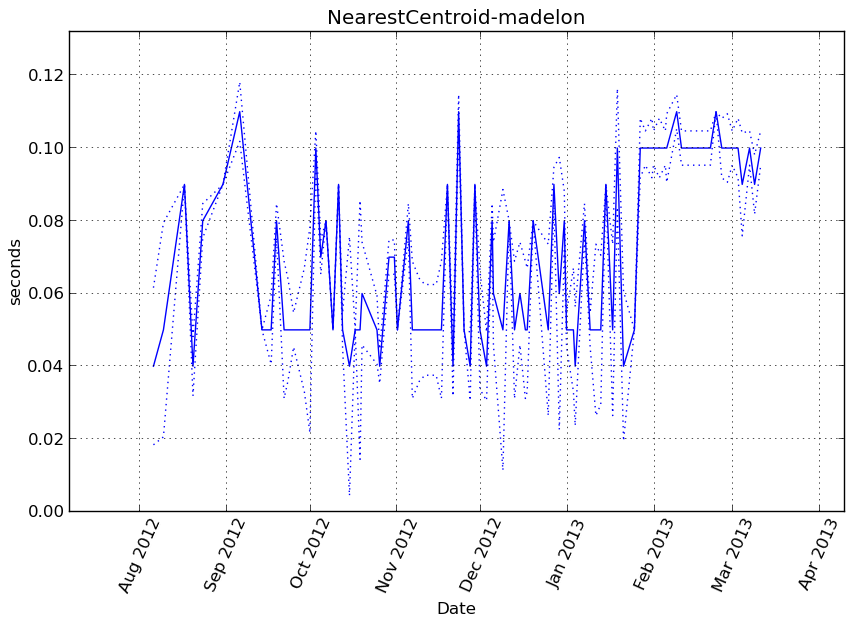 NearestCentroid-madelon
0.12
0.10
0.08
0.06
0.04
0.02
0.00
seconds
Aug 2012
Sep 2012
Oct 2012
Nov 2012
Dec 2012
Jan 2013
Feb 2013
Mar 2013
Apr 2013
Date